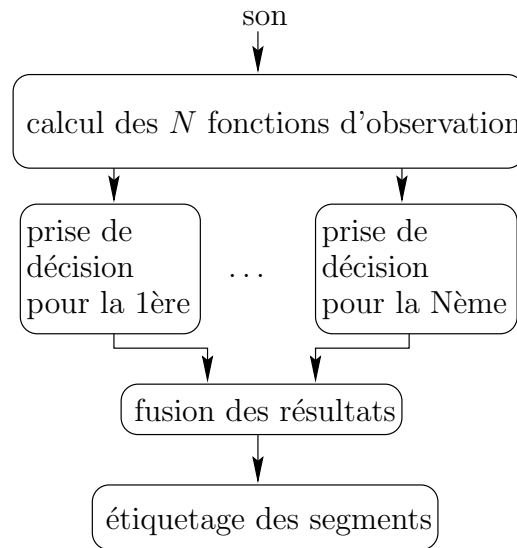 son
calcul des N fonctions d'observation
prise de
décision
pour la 1ère
...
prise de
décision
pour la Nème
fusion des résultats
étiquetage des segments